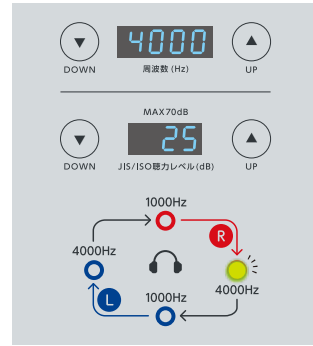 4000
DOWN 周波数(Hz) UP
MAX70dB
25
DOWN JIS/ISO聴力レベル(dB) UP
1000Hz
R
4000Hz
4000Hz
L
1000Hz